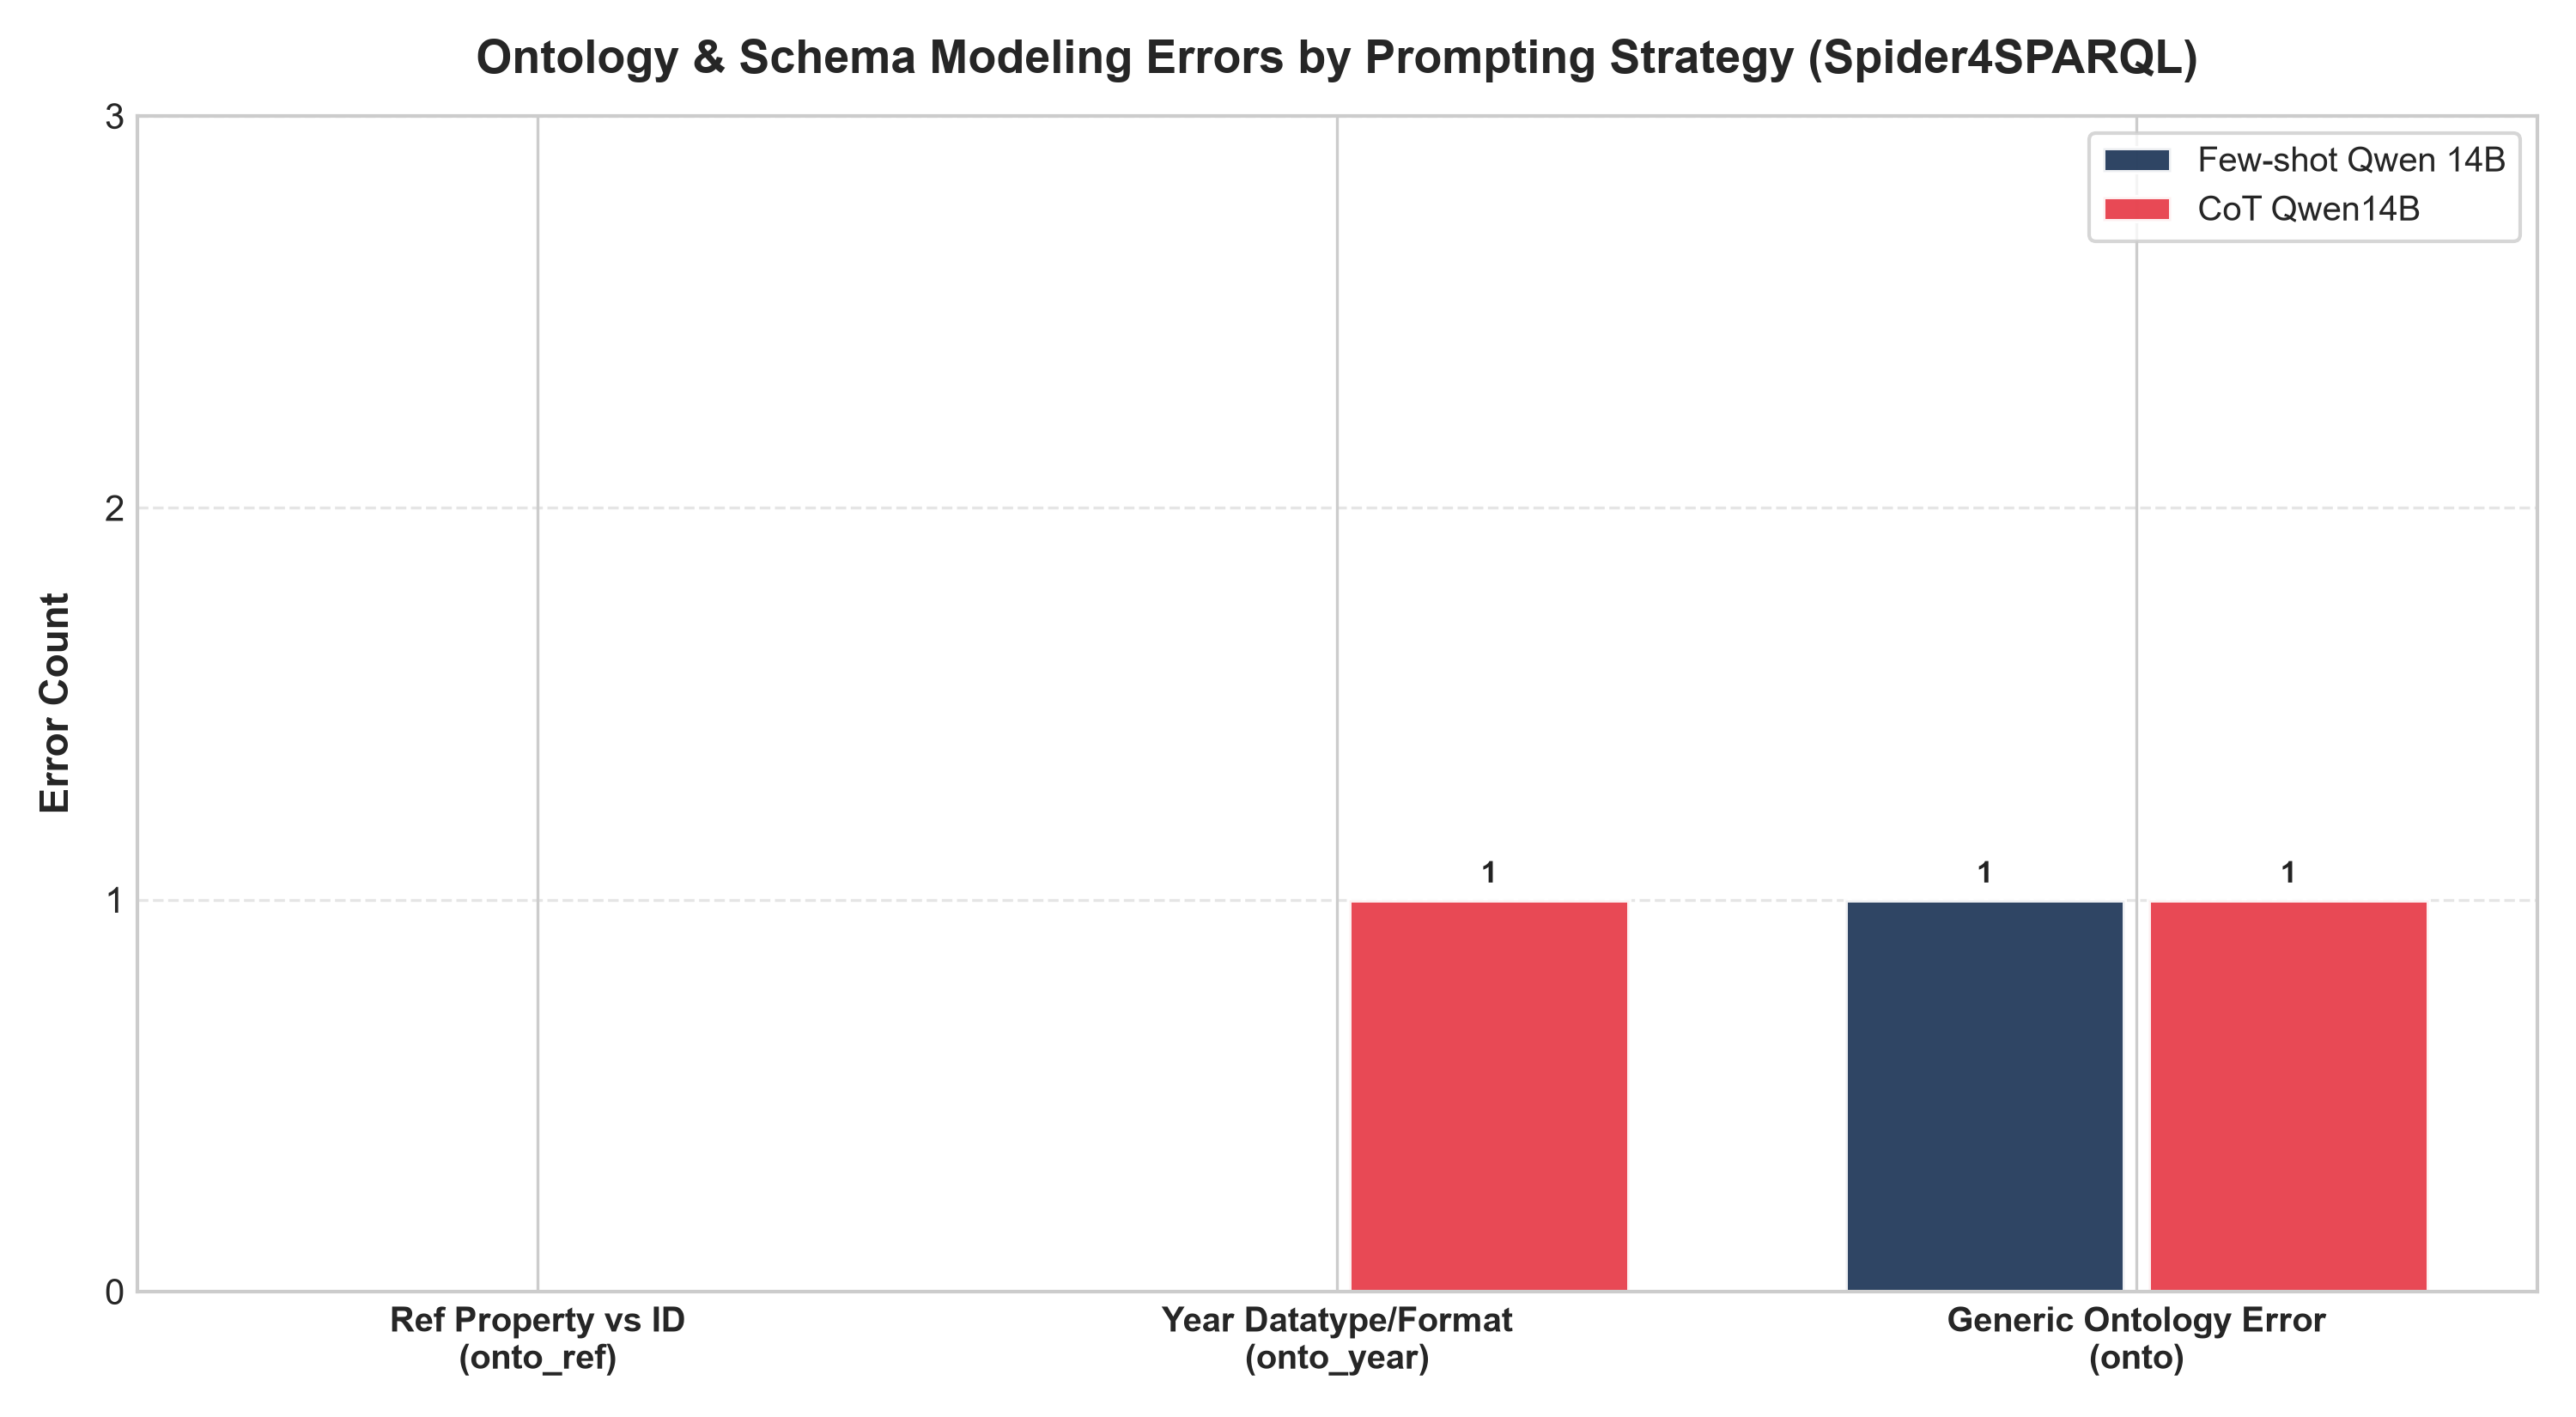 Ontology & Schema Modeling Errors by Prompting Strategy (Spider4SPARQL)
3
Few-shot Qwen 14B
CoT Qwen14B
2
Error Count
1
1
1
1
0
Ref Property vs ID
(onto_ref)
Year Datatype/Format
(onto_year)
Generic Ontology Error
(onto)